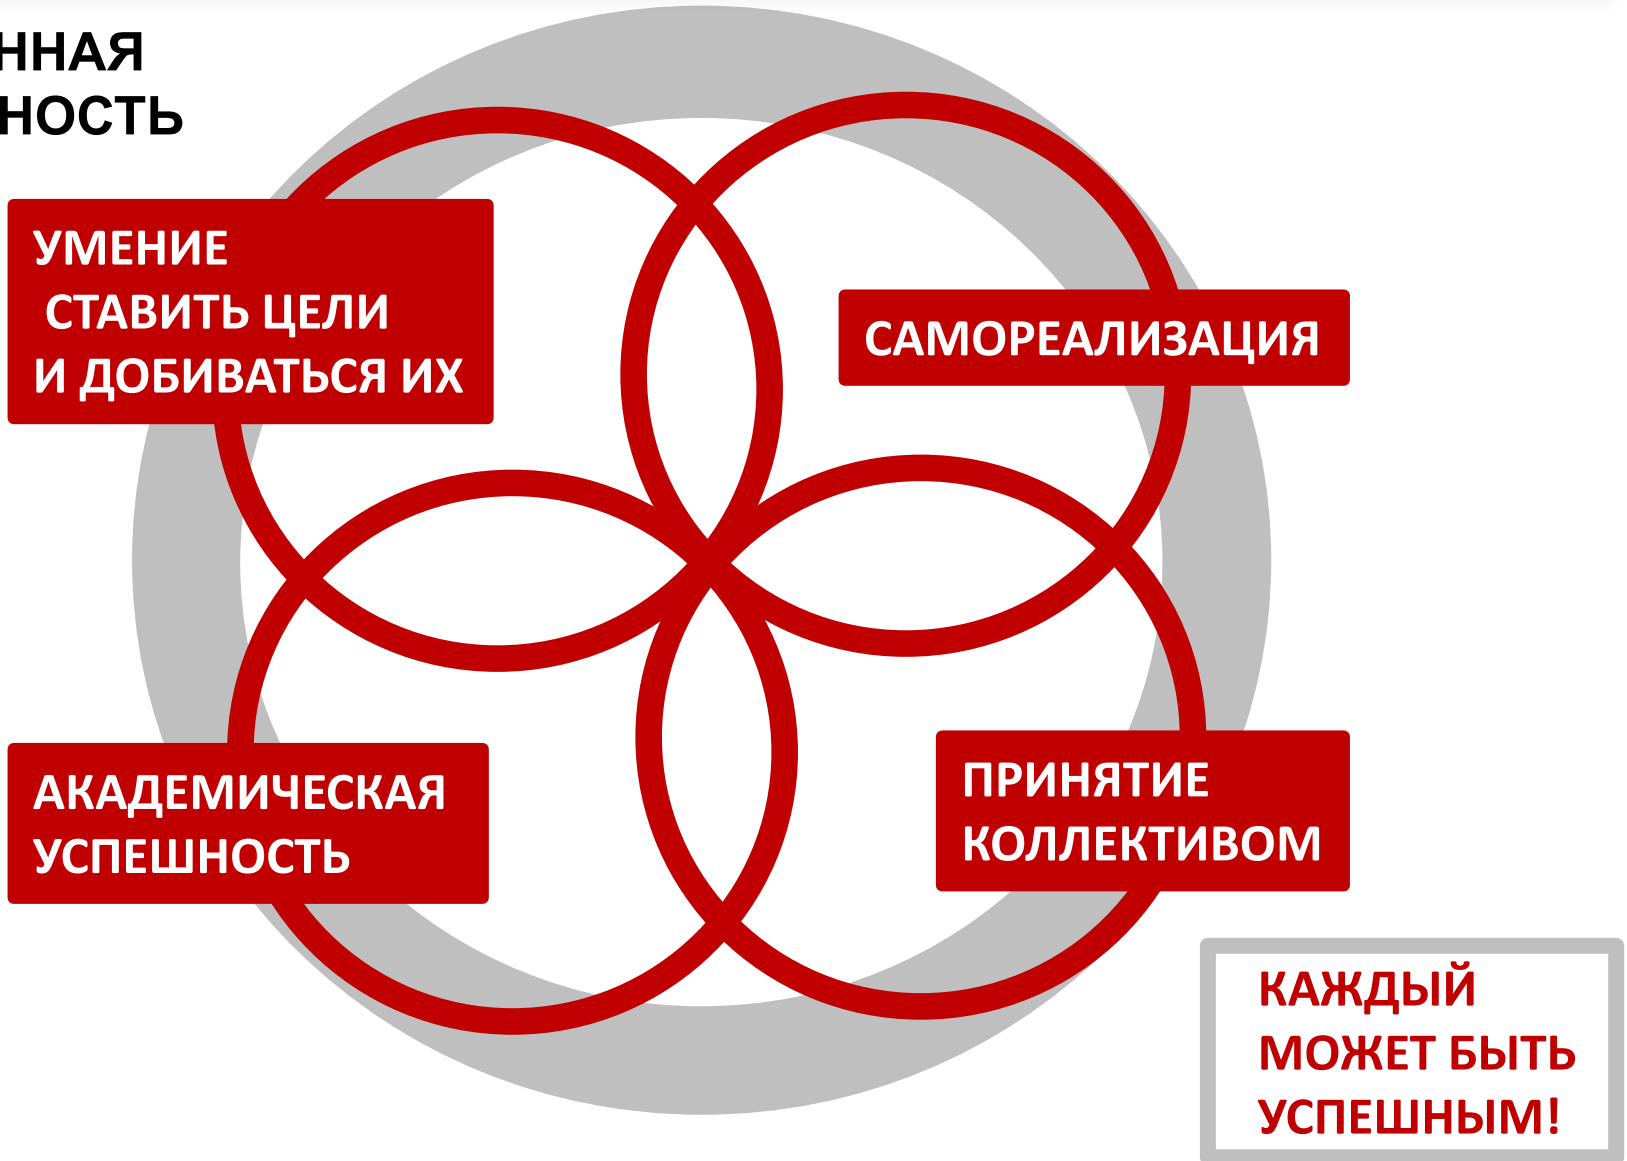 ННАЯ
НОСТЬ
УМЕНИЕ
СТАВИТЬ ЦЕЛИ
И ДОБИВАТЬСЯ ИХ
САМОРЕАЛИЗАЦИЯ
АКАДЕМИЧЕСКАЯ
УСПЕШНОСТЬ
ПРИНЯТИЕ
КОЛЛЕКТИВОМ
КАЖДЫЙ
МОЖЕТ БЫТЬ
УСПЕШНЫМ!